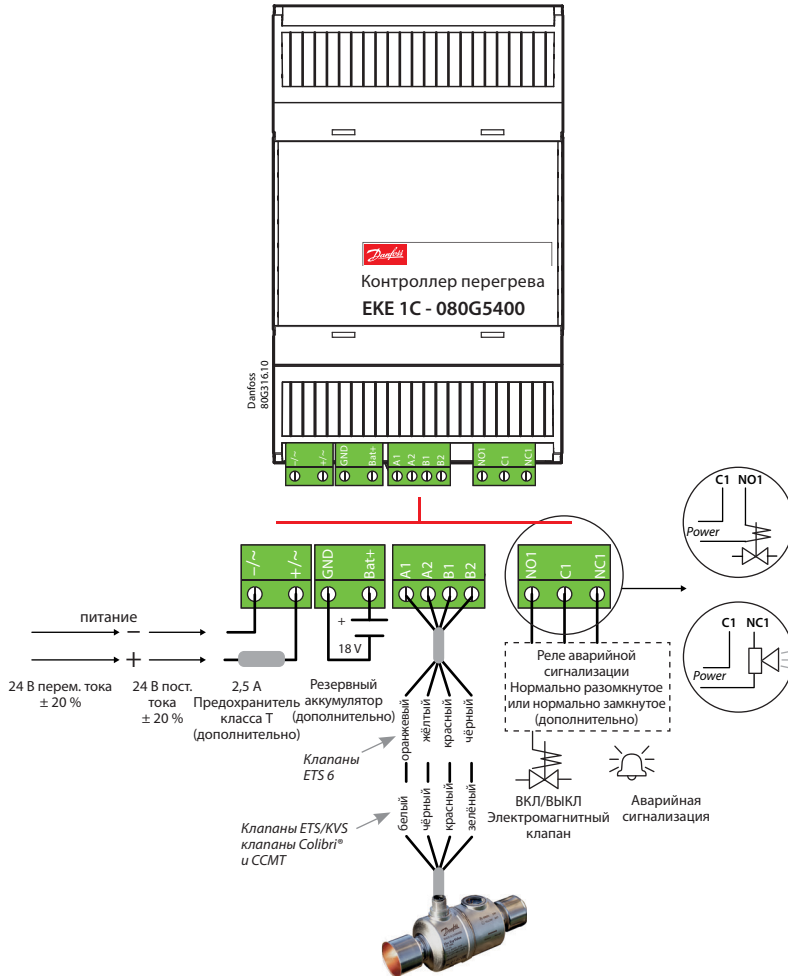 Danfoss
Контроллер перегрева
EKE 1C - 080G5400
Danfoss
80G316.10
-/~ +/~ GND Bat+ A1 A2 B1 B2 NO1 C1 NC1
C1 NO1
Power
-/~ +/~ GND Bat+ A1 A2 B1 B2 NO1 C1 NC1
питание
+
18 V
C1 NC1
Power
24 В перем. тока
± 20 %
24 В пост.
тока
± 20 %
2,5 А
Предохранитель
класса Т
(дополнительно)
Резервный
аккумулятор
(дополнительно)
Реле аварийной
сигнализации
Нормально разомкнутое
или нормально замкнутое
(дополнительно)
Клапаны
ETS 6
оранжевый
жёлтый
красный
чёрный
Клапаны ETS/KVS
клапаны Colibri®
и CCMT
белый
чёрный
красный
зелёный
ВКЛ/ВЫКЛ
Электромагнитный
клапан
Аварийная
сигнализация
Danfoss